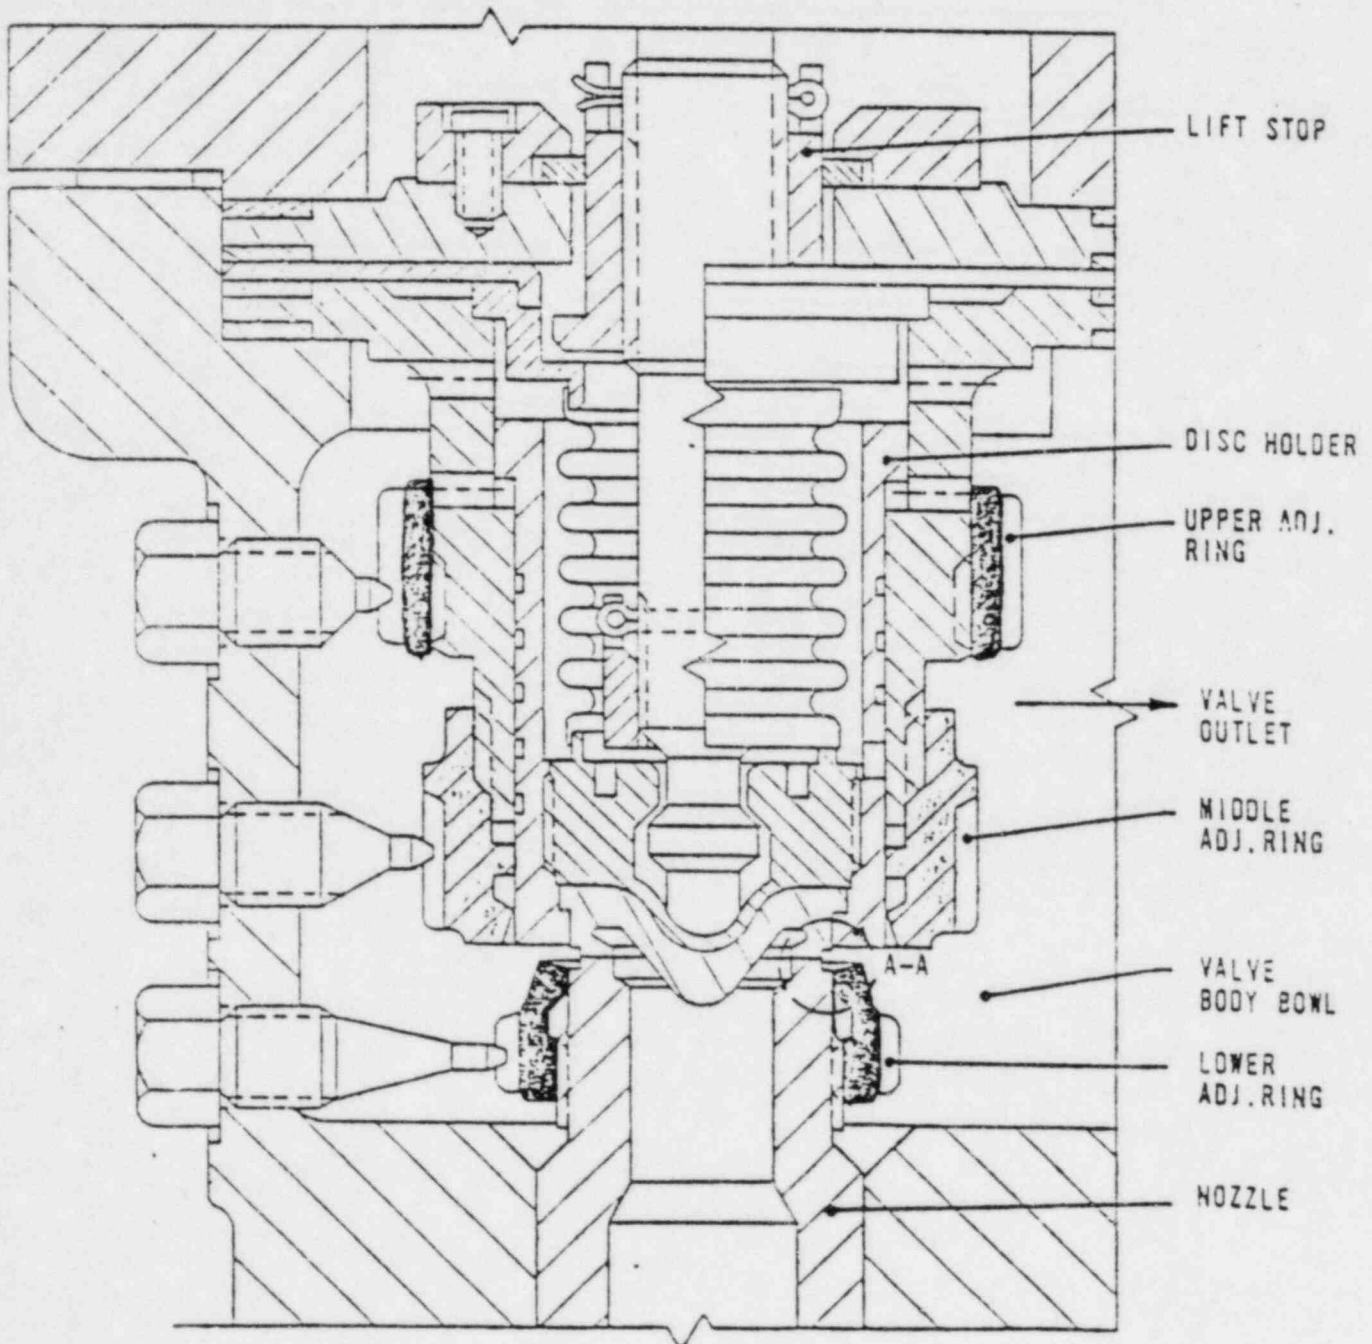 LIFT STOP
DISC HOLDER
UPPER ADJ.
RING
VALVE
OUTLET
MIDDLE
ADJ.RING
A-A
VALVE
BODY BOWL
LOWER
ADJ.RING
NOZZLE